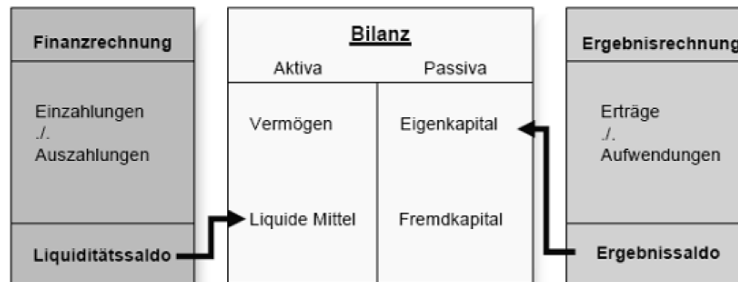 Finanzrechnung
Einzahlungen
./.
Auszahlungen
Liquiditätssaldo
Bilanz
Aktiva
Passiva
Vermögen
Eigenkapital
Liquide Mittel
Fremdkapital
Ergebnisrechnung
Erträge
./.
Aufwendungen
Ergebnissaldo